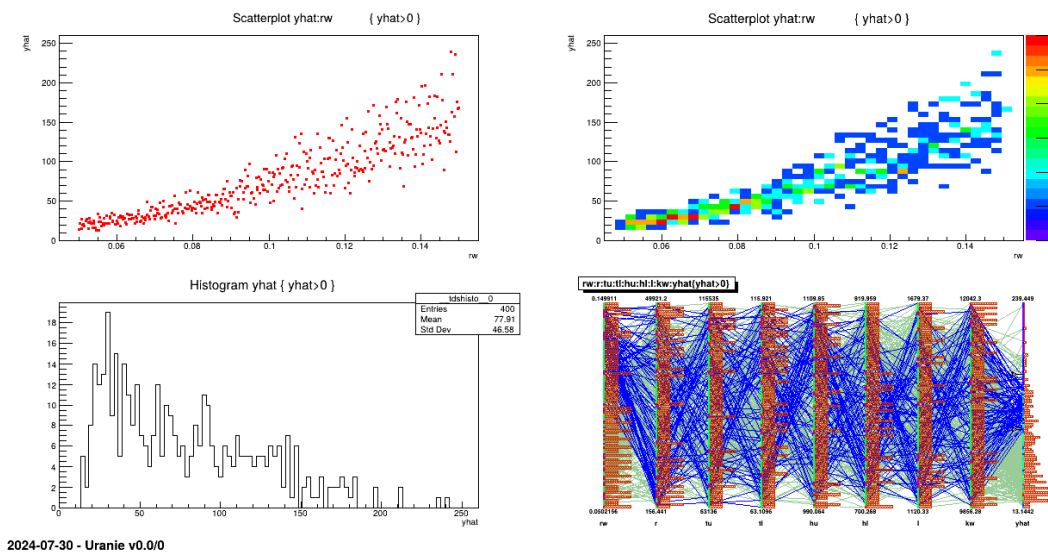 Scatterplot yhat:rw { yhat>0 }
yhat
250
200
150
100
50
0
0.06 0.08 0.1 0.12 0.14
rw
Scatterplot yhat:rw { yhat>0 }
yhat
250
200
150
100
50
0
0.06 0.08 0.1 0.12 0.14
rw
Histogram yhat { yhat>0 }
__tdshisto__0
Entries 400
Mean 77.91
Std Dev 46.58
18
16
14
12
10
8
6
4
2
0
0 50 100 150 200 250
yhat
rw:r:tu:tl:hu:hl:l:kw:yhat{yhat>0}
0.149911 49921.2 115535 115.921 1109.85 819.959 1679.37 12042.3 239.449
0.0502156 156.441 63136 63.1096 990.064 700.268 1120.33 9856.28 13.1442
rw r tu tl hu hl l kw yhat
2024-07-30 - Uranie v0.0/0